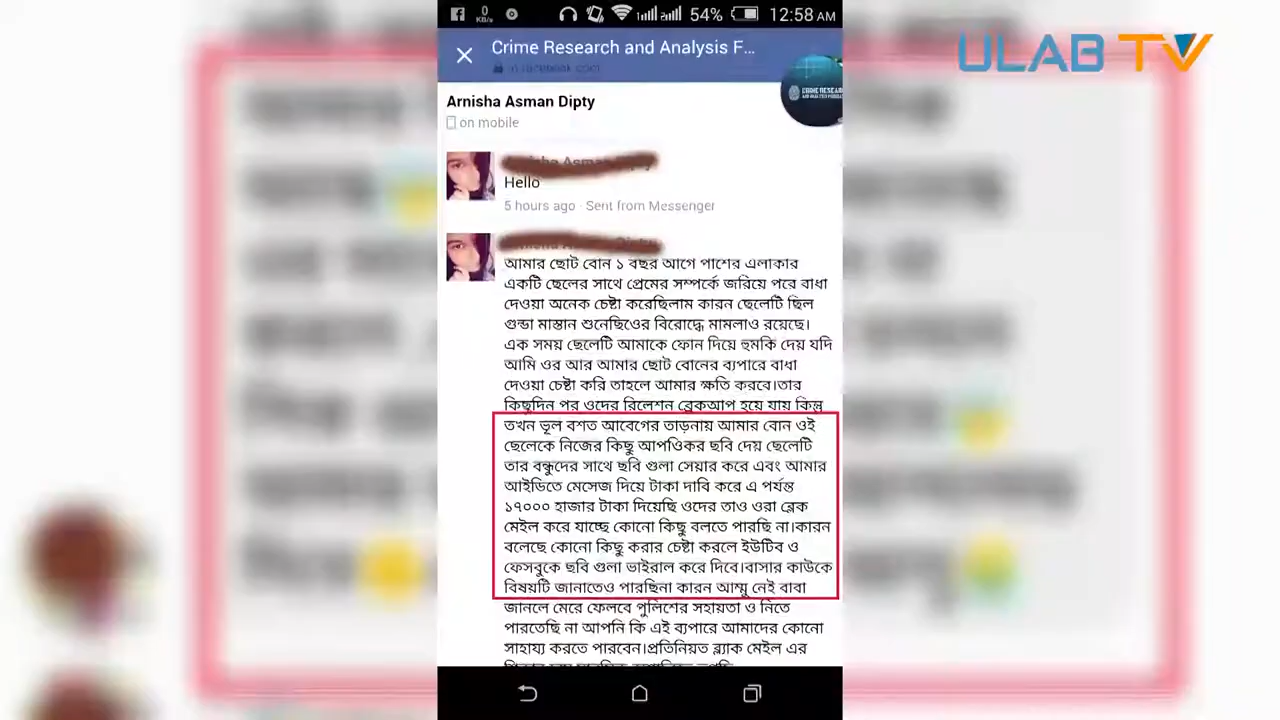 0
KB/s
54%
12:58 AM
ULAB TV
Crime Research and Analysis F...
Arnisha Asman Dipty
on mobile
Hello
5 hours ago · Sent from Messenger
আমার ছোট বোন ১ বছর আগে পাশের এলাকার
একটি ছেলের সাথে প্রেমের সম্পর্কে জরিয়ে পরে বাধা
দেওয়া অনেক চেষ্টা করেছিলাম কারন ছেলেটি ছিল
গুন্ডা মাস্তান শুনেছিওের বিরোদ্ধে মামলাও রয়েছে।
এক সময় ছেলেটি আমাকে ফোন দিয়ে হুমকি দেয় যদি
আমি ওর আর আমার ছোট বোনের ব্যপারে বাধা
দেওয়া চেষ্টা করি তাহলে আমার ক্ষতি করবে।তার
কিছুদিন পর ওদের রিলেশন ব্রেকআপ হয়ে যায় কিন্তু
তখন ভূল বশত আবেগের তাড়নায় আমার বোন ওই
ছেলেকে নিজের কিছু আপওিকর ছবি দেয় ছেলেটি
তার বন্ধুদের সাথে ছবি গুলা সেয়ার করে এবং আমার
আইডিতে মেসেজ দিয়ে টাকা দাবি করে এ পর্যন্ত
১৭০০০ হাজার টাকা দিয়েছি ওদের তাও ওরা ব্লেক
মেইল করে যাচ্ছে কোনো কিছু বলতে পারছি না।কারন
বলেছে কোনো কিছু করার চেষ্টা করলে ইউটিব ও
ফেসবুকে ছবি গুলা ভাইরাল করে দিবে।বাসার কাউকে
বিষয়টি জানাতেও পারছিনা কারন আম্মু নেই বাবা
জানলে মেরে ফেলবে পুলিশের সহায়তা ও নিতে
পারতেছি না আপনি কি এই ব্যপারে আমাদের কোনো
সাহায্য করতে পারবেন।প্রতিনিয়ত ব্ল্যাক মেইল এর